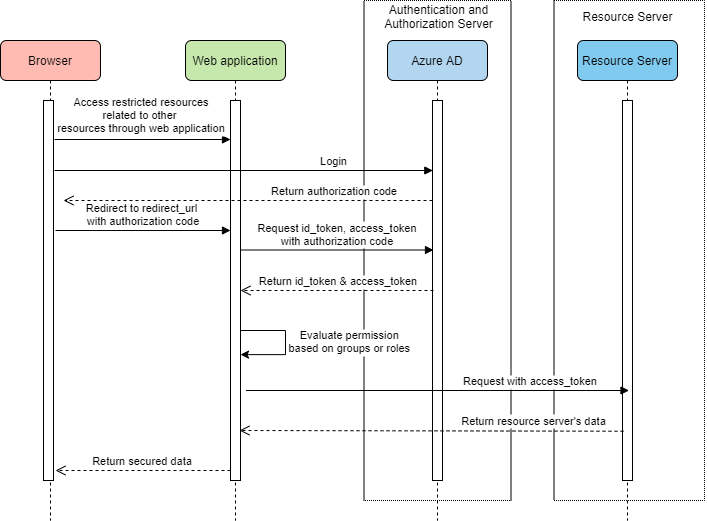 Authentication and
Authorization Server
Resource Server
Browser
Web application
Azure AD
Resource Server
Access restricted resources
related to other
resources through web application
Login
Return authorization code
Redirect to redirect_url
with authorization code
Request id_token, access_token
with authorization code
Return id_token & access_token
Evaluate permission
based on groups or roles
Request with access_token
Return resource server's data
Return secured data